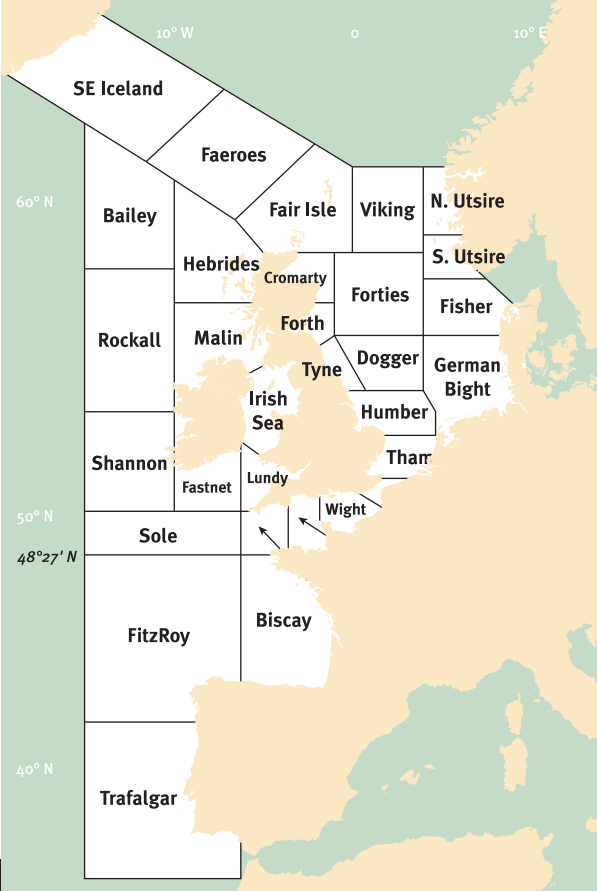 10° W
0
10° E
SE Iceland
Faeroes
60° N
Bailey
Fair Isle
Viking
N. Utsire
Hebrides
S. Utsire
Cromarty
Forties
Fisher
Rockall
Malin
Forth
Tyne
Dogger
German
Bight
Irish
Sea
Humber
Shannon
Fastnet
Lundy
Tham
50° N
Wight
Sole
48°27' N
FitzRoy
Biscay
40° N
Trafalgar